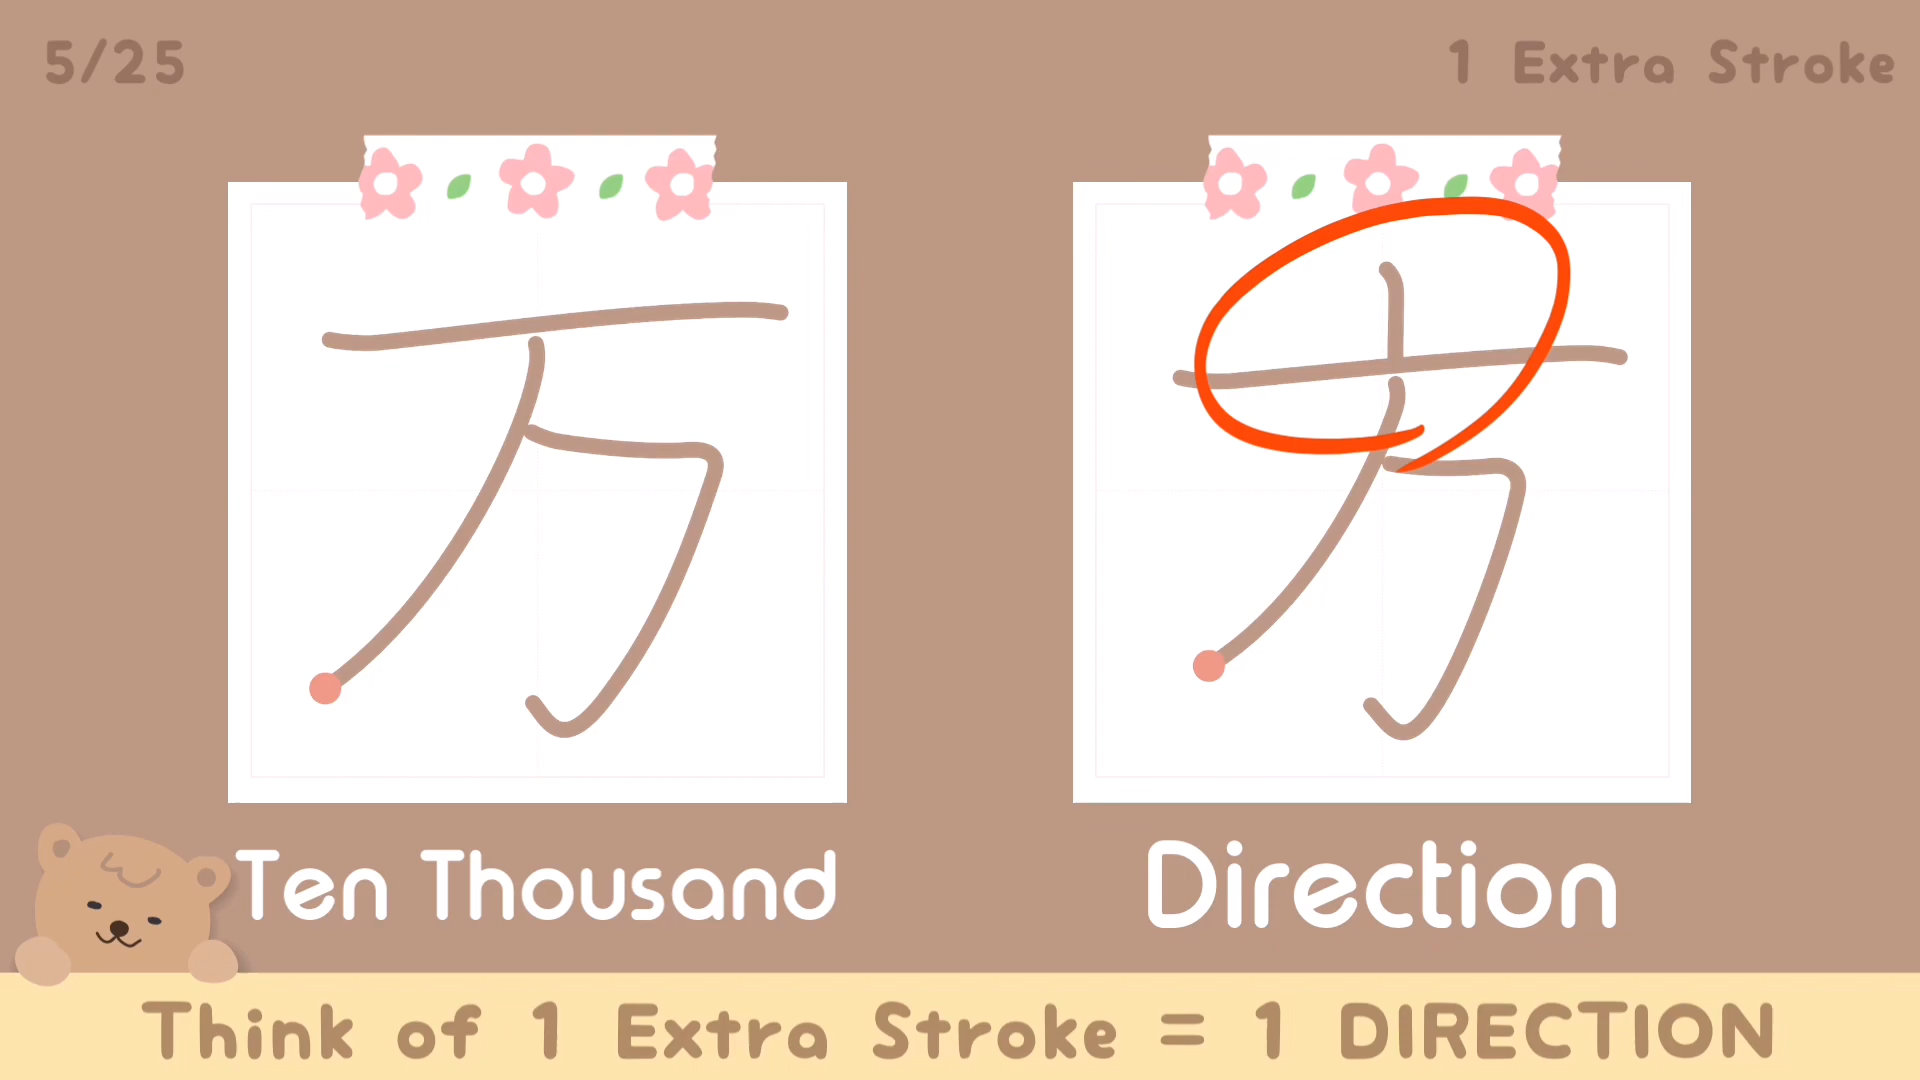 5/25
1 Extra Stroke
万
方
Ten Thousand
Direction
Think of 1 Extra Stroke = 1 DIRECTION